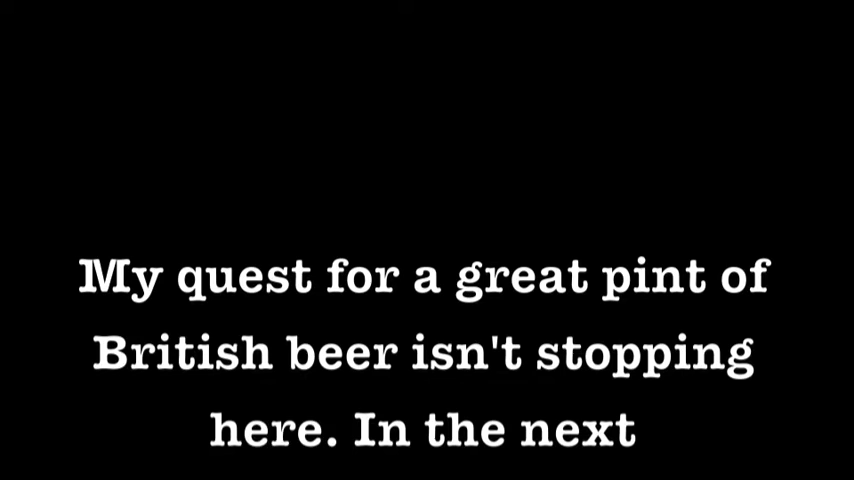 My quest for a great pint of
British beer isn't stopping
here. In the next